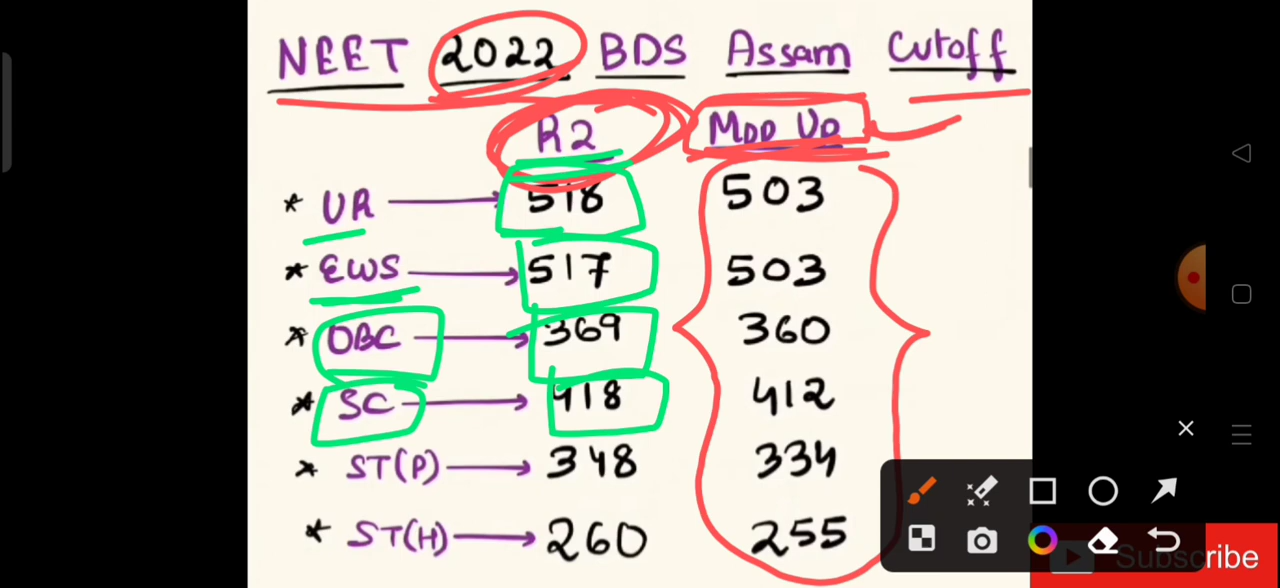 NEET 2022 BDS Assam Cutoff
R2 Mop Up
* UR → 518 503
* EWS → 517 503
* OBC → 369 360
* SC → 418 412
* ST(P) → 348 334
* ST(H) → 260 255
Subscribe